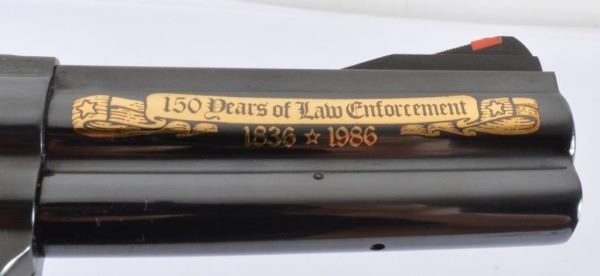 150 Years of Law Enforcement
1836 ☆ 1986